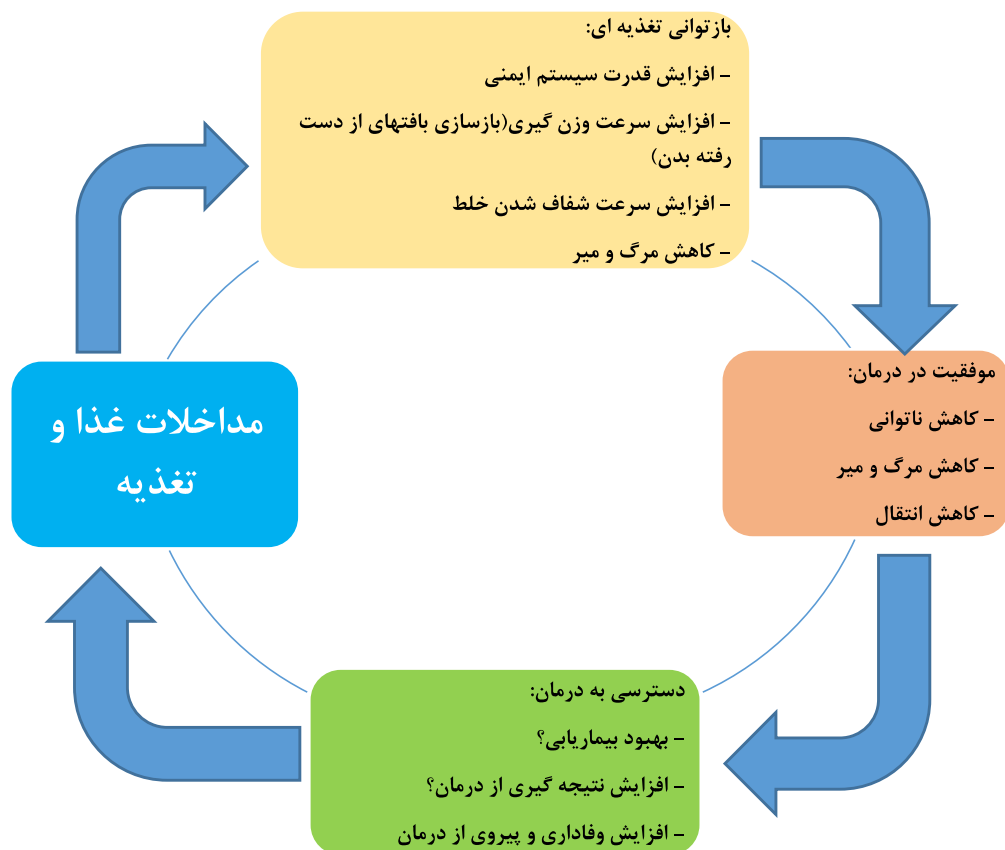 بازتوانی تغذیه ای:
– افزایش قدرت سیستم ایمنی
– افزایش سرعت وزن گیری(بازسازی بافتهای از دست
رفته بدن)
– افزایش سرعت شفاف شدن خلط
– کاهش مرگ و میر
موفقیت در درمان:
– کاهش ناتوانی
– کاهش مرگ و میر
– کاهش انتقال
دسترسی به درمان:
– بهبود بیماریابی؟
– افزایش نتیجه گیری از درمان؟
– افزایش وفاداری و پیروی از درمان
مداخلات غذا و
تغذیه